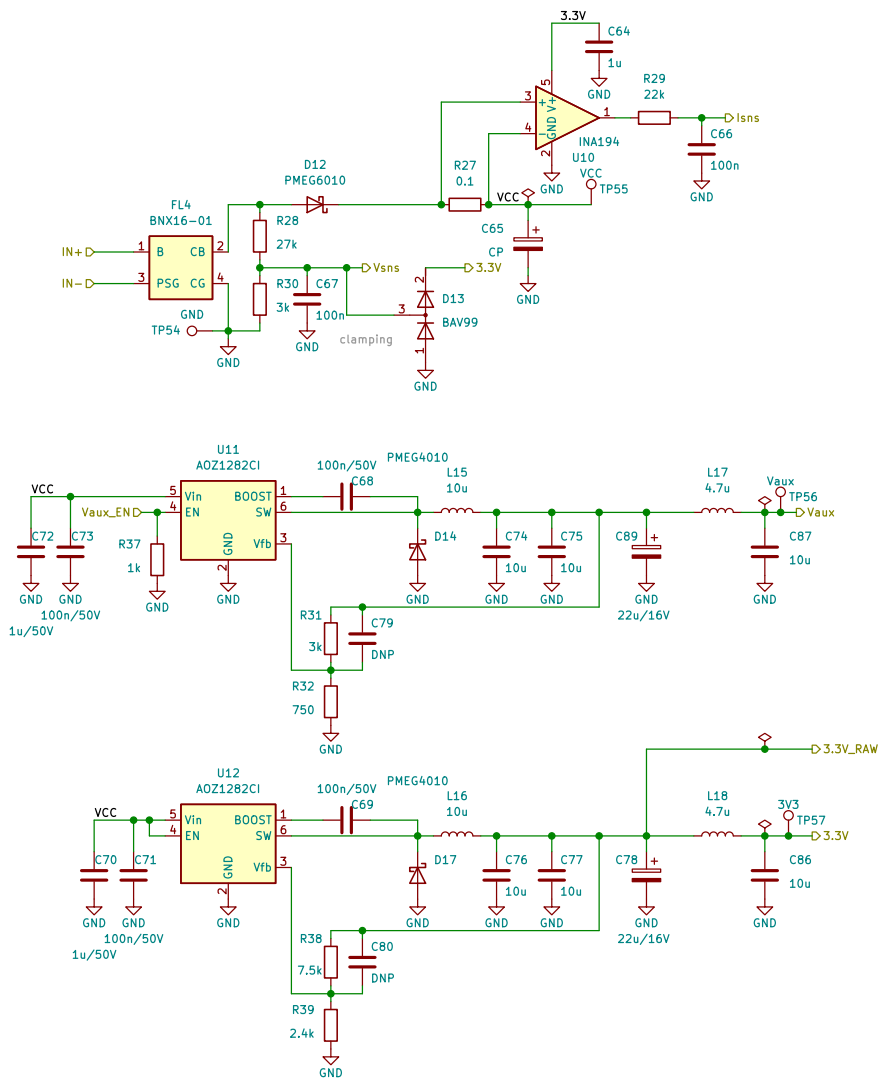 3.3V
C64
1u
GND
R29
22k
5
V+
3
+
4
-
GND
2
1
INA194
U10
GND
Isns
C66
100n
GND
D12
PMEG6010
R27
0.1
VCC
VCC
TP55
C65
CP
+
GND
FL4
BNX16-01
IN+
1
B
CB
2
IN-
3
PSG
CG
4
R28
27k
R30
3k
C67
100n
GND
Vsns
3.3V
2
D13
3
BAV99
1
GND
clamping
GND
TP54
GND
U11
AOZ1282CI
VCC
5
Vin
BOOST
1
Vaux_EN
4
EN
SW
6
GND
2
Vfb
3
GND
C72
C73
GND
GND
1u/50V
100n/50V
R37
1k
GND
100n/50V
C68
PMEG4010
D14
GND
L15
10u
C74
10u
GND
C75
10u
GND
C89
+
GND
22u/16V
L17
4.7u
Vaux
TP56
Vaux
C87
10u
GND
R31
3k
C79
DNP
R32
750
GND
3.3V_RAW
U12
AOZ1282CI
VCC
5
Vin
BOOST
1
4
EN
SW
6
GND
2
Vfb
3
GND
C70
C71
GND
GND
100n/50V
1u/50V
100n/50V
C69
PMEG4010
D17
GND
L16
10u
C76
10u
GND
C77
10u
GND
C78
+
GND
22u/16V
L18
4.7u
3V3
TP57
3.3V
C86
10u
GND
R38
7.5k
C80
DNP
R39
2.4k
GND